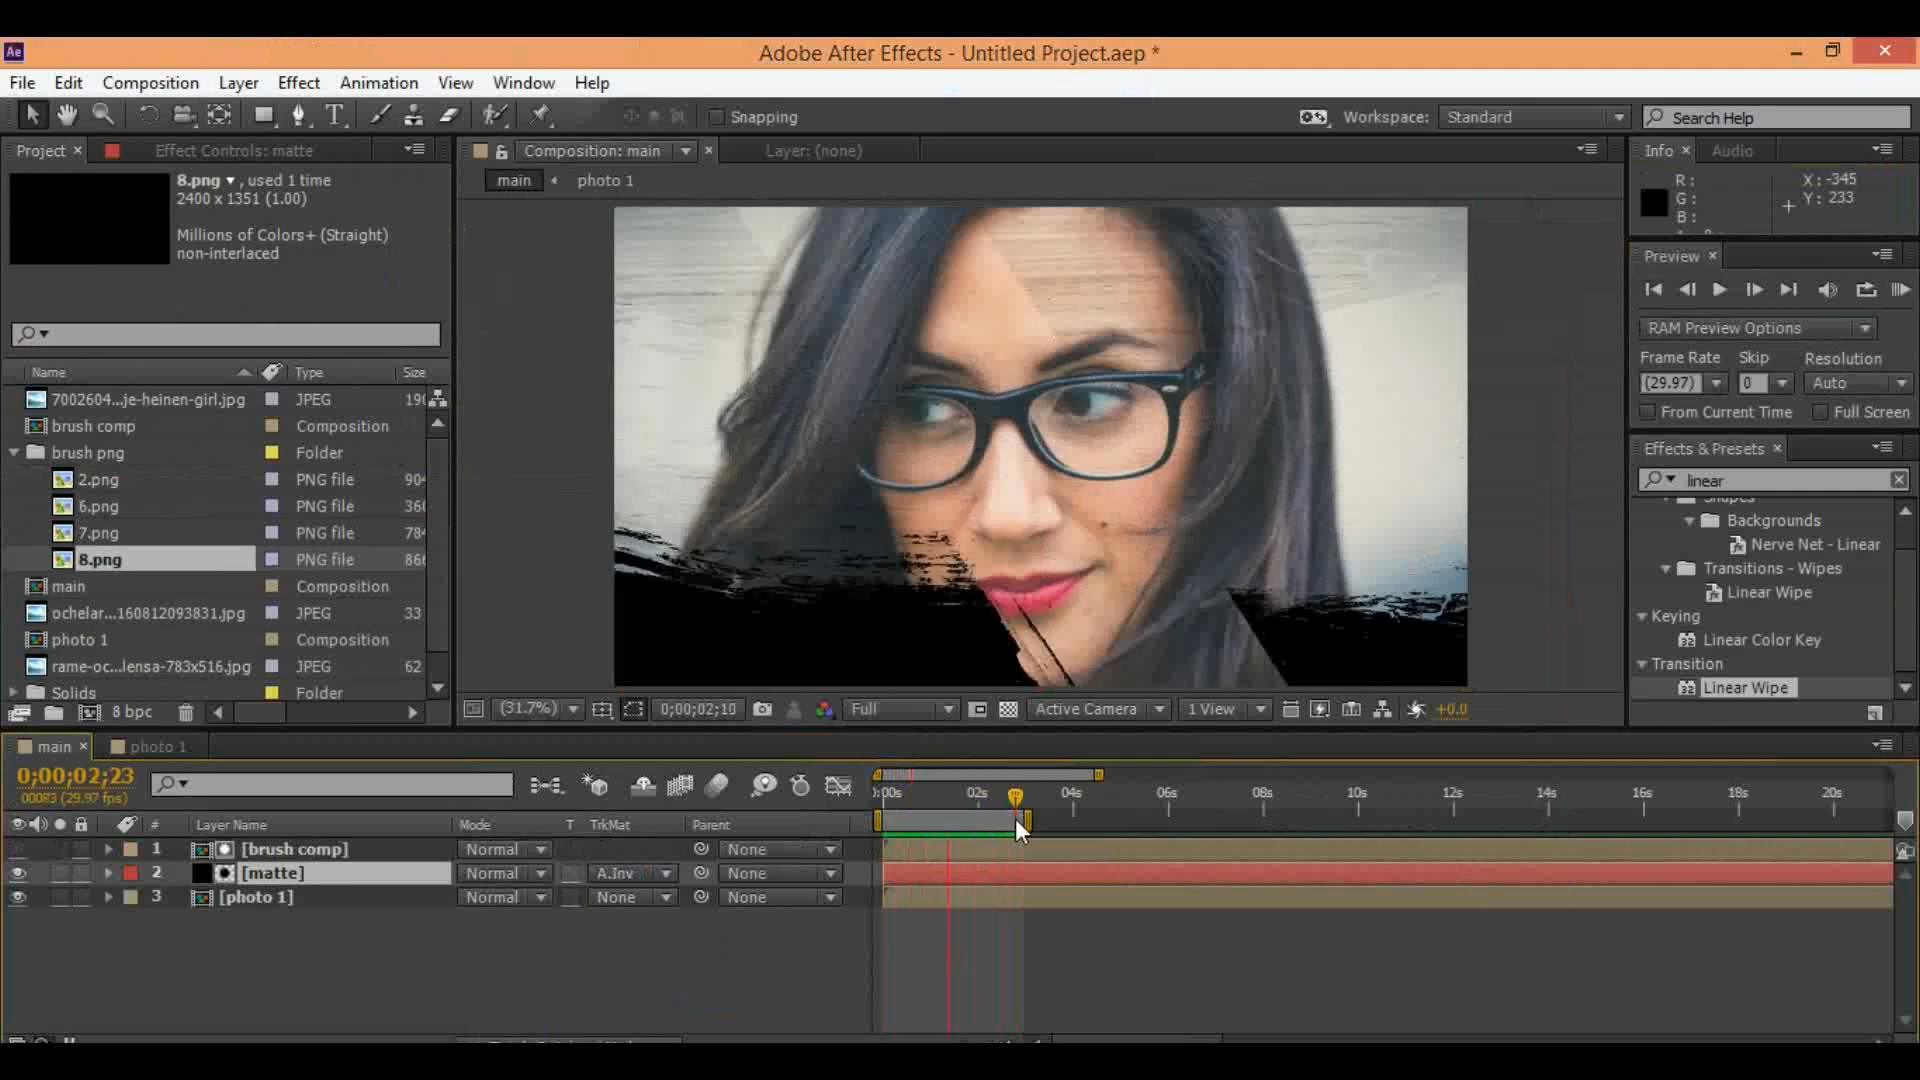 Ae
Adobe After Effects - Untitled Project.aep *
File Edit Composition Layer Effect Animation View Window Help
Snapping
Workspace: Standard
Search Help
Project
Effect Controls: matte
Composition: main
Layer: (none)
Info
Audio
main
photo 1
8.png ▼ , used 1 time
2400 x 1351 (1.00)
Millions of Colors+ (Straight)
non-interlaced
R:
G:
B:
X: -345
Y: 233
Preview
RAM Preview Options
Frame Rate Skip Resolution
(29.97) 0 Auto
From Current Time Full Screen
Effects & Presets
linear
Backgrounds
Nerve Net - Linear
Transitions - Wipes
Linear Wipe
Keying
Linear Color Key
Transition
Linear Wipe
Name Type Size
7002604...je-heinen-girl.jpg JPEG 190
brush comp Composition
brush png Folder
2.png PNG file 904
6.png PNG file 360
7.png PNG file 784
8.png PNG file 866
main Composition
ochelar...160812093831.jpg JPEG 33
photo 1 Composition
rame-oc...lensa-783x516.jpg JPEG 62
Solids Folder
8 bpc
(31.7%) 0;00;02;10 Full Active Camera 1 View +0.0
main
photo 1
0;00;02;23
00083 (29.97 fps)
:00s 02s 04s 06s 08s 10s 12s 14s 16s 18s 20s
# Layer Name Mode T TrkMat Parent
1 [brush comp] Normal None
2 [matte] Normal A.Inv None
3 [photo 1] Normal None None